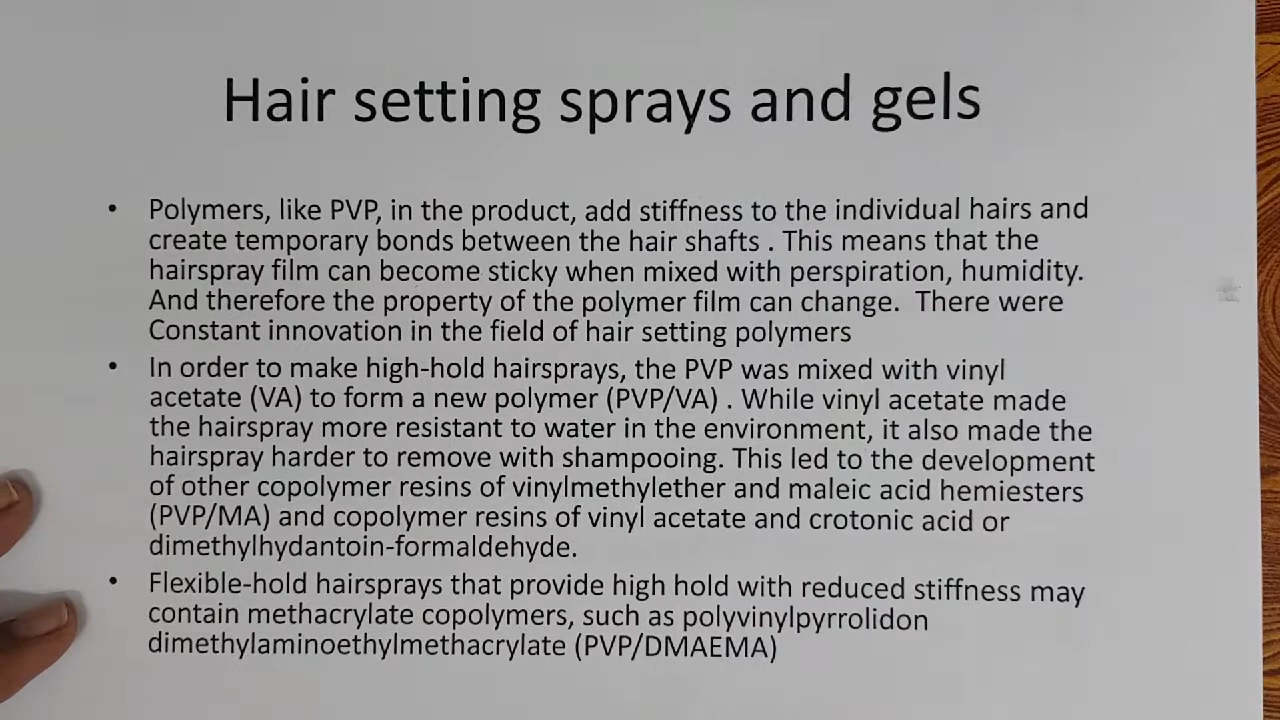 Hair setting sprays and gels
• Polymers, like PVP, in the product, add stiffness to the individual hairs and
create temporary bonds between the hair shafts . This means that the
hairspray film can become sticky when mixed with perspiration, humidity.
And therefore the property of the polymer film can change. There were
Constant innovation in the field of hair setting polymers
• In order to make high-hold hairsprays, the PVP was mixed with vinyl
acetate (VA) to form a new polymer (PVP/VA) . While vinyl acetate made
the hairspray more resistant to water in the environment, it also made the
hairspray harder to remove with shampooing. This led to the development
of other copolymer resins of vinylmethylether and maleic acid hemiesters
(PVP/MA) and copolymer resins of vinyl acetate and crotonic acid or
dimethylhydantoin-formaldehyde.
• Flexible-hold hairsprays that provide high hold with reduced stiffness may
contain methacrylate copolymers, such as polyvinylpyrrolidon
dimethylaminoethylmethacrylate (PVP/DMAEMA)